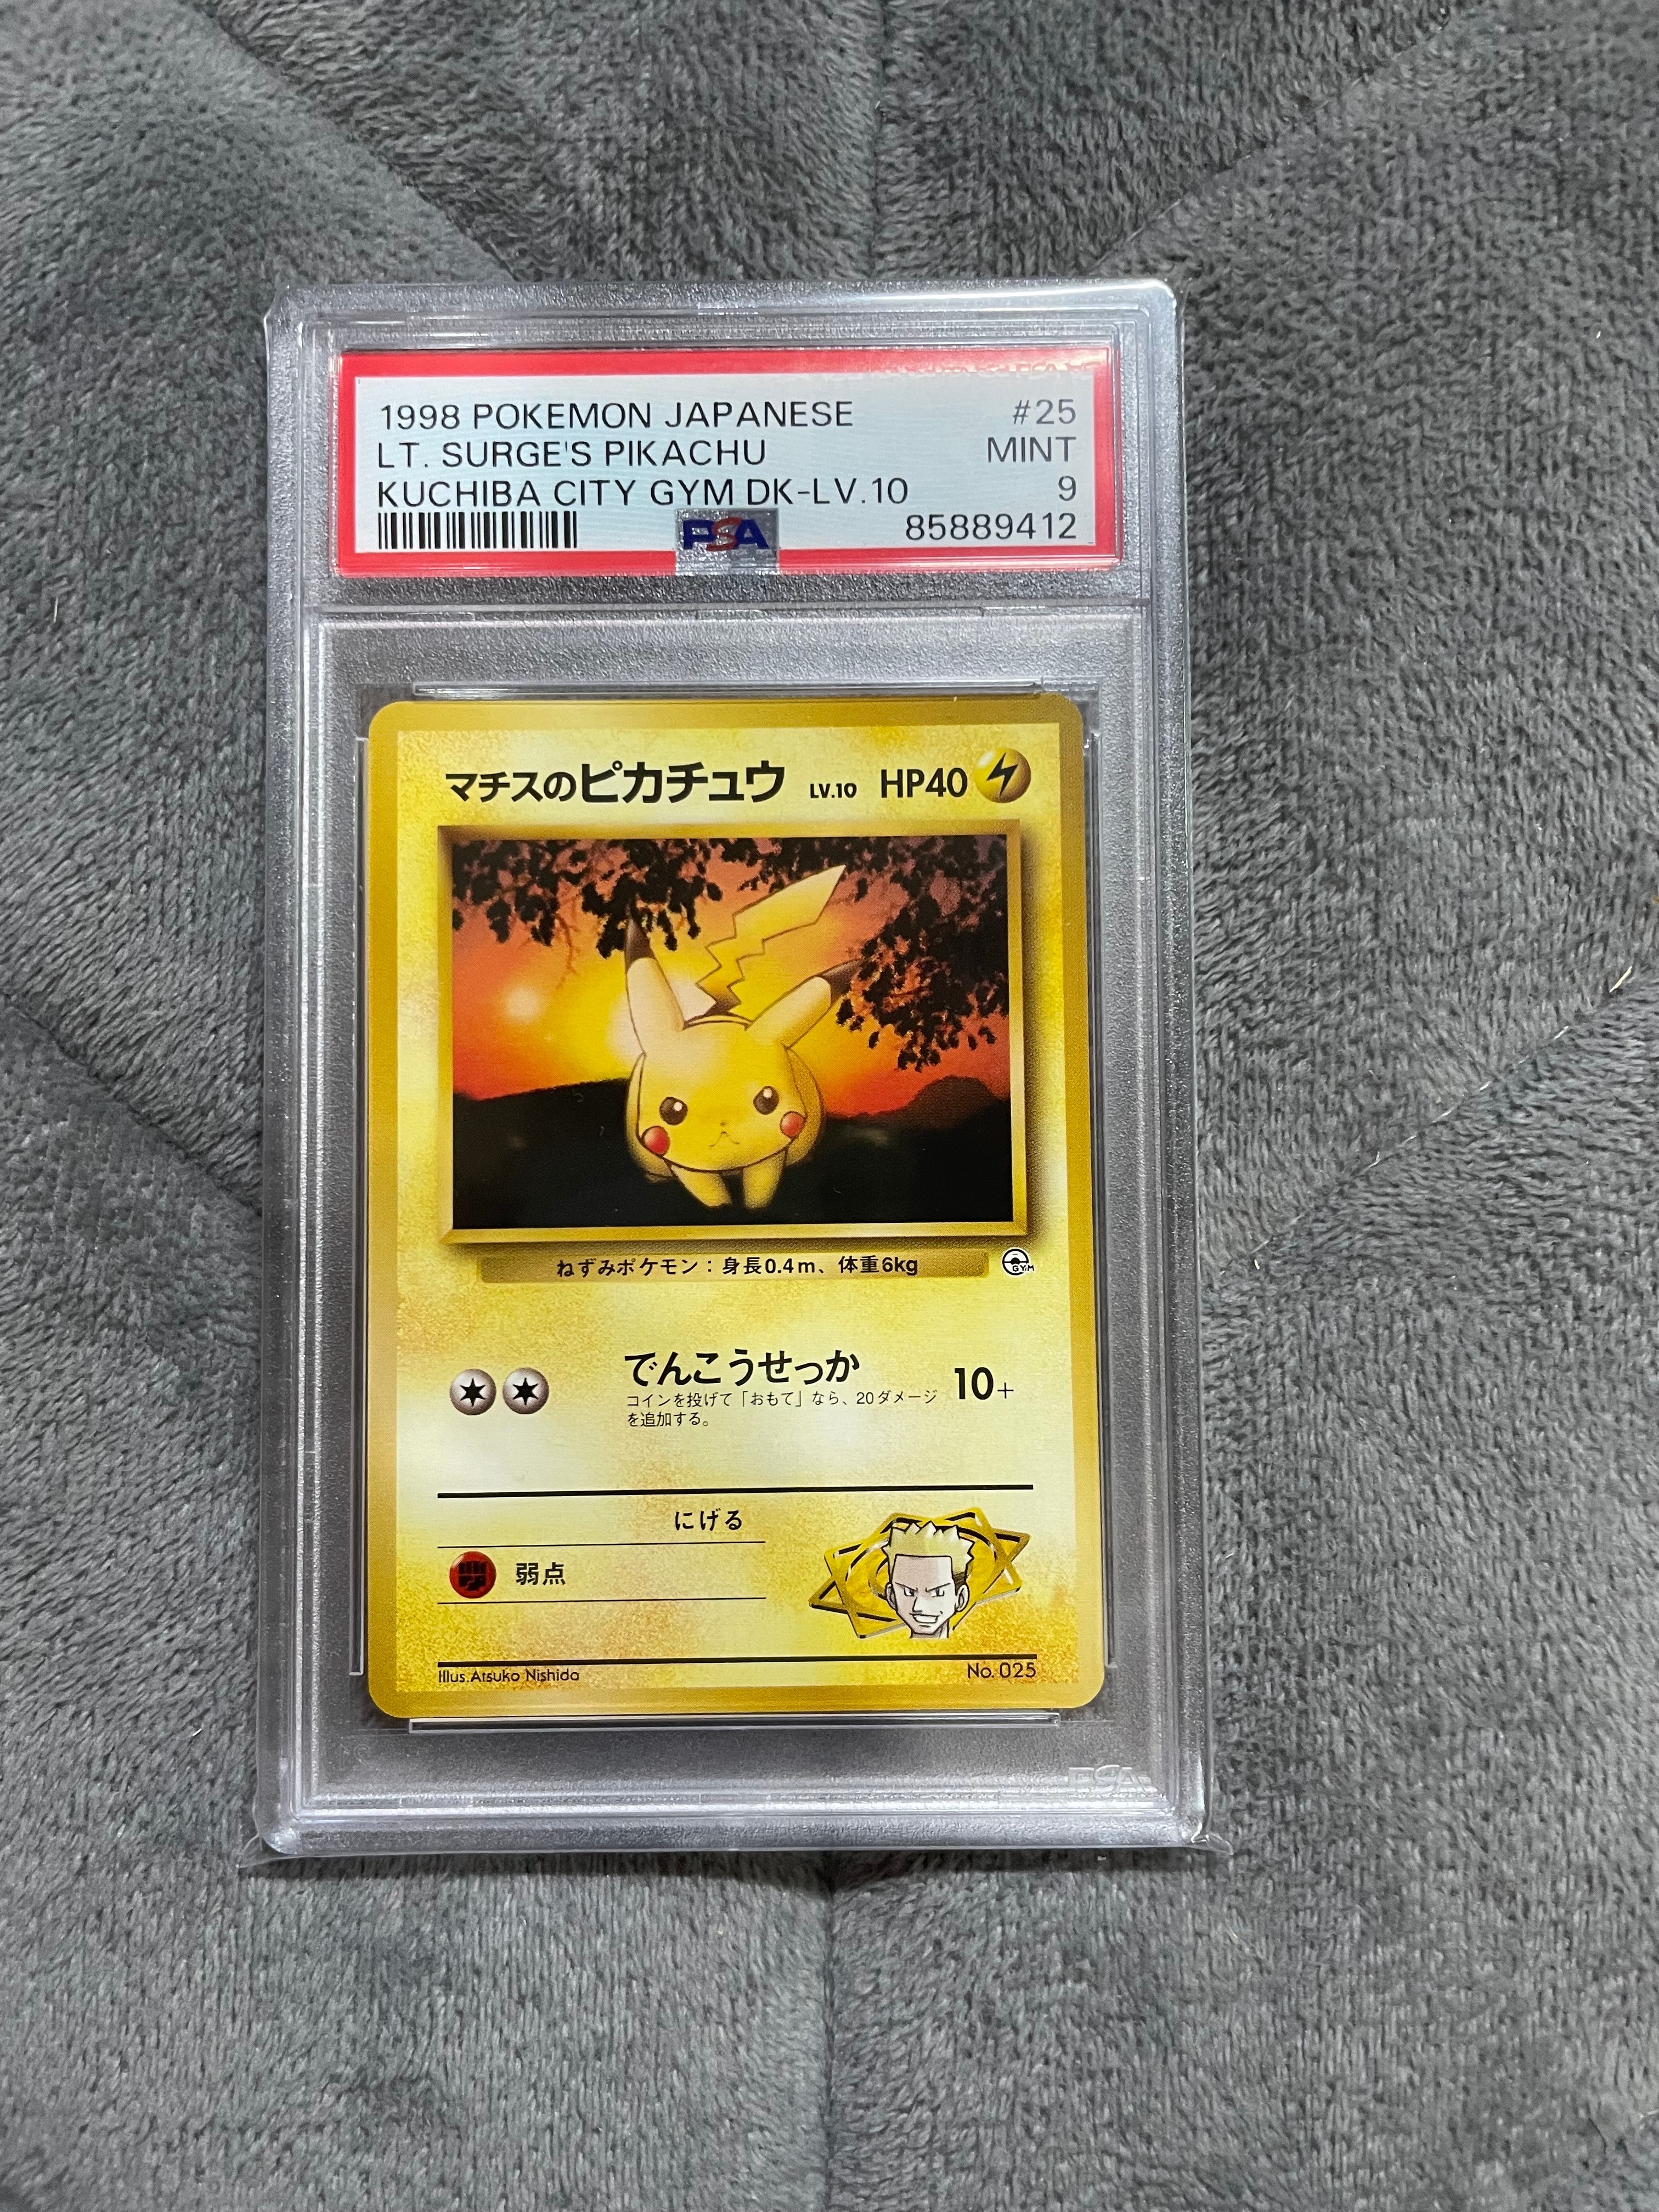 1998 POKEMON JAPANESE #25
LT. SURGE'S PIKACHU MINT
KUCHIBA CITY GYM DK-LV.10 9
PSA 85889412
マチスのピカチュウ LV.10 HP40
ねずみポケモン：身長0.4m、体重6kg
GYM
でんこうせっか 10+
コインを投げて「おもて」なら、20ダメージ
を追加する。
にげる
弱点
Illus.Atsuko Nishida No. 025
PSA